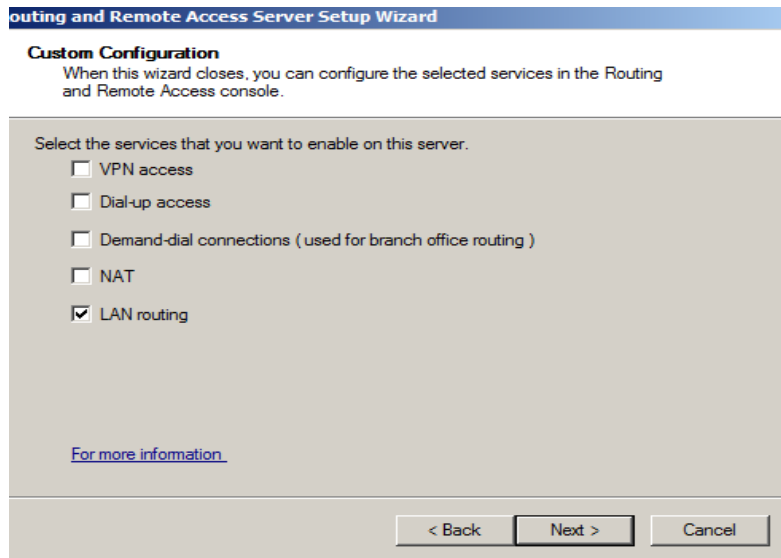 outing and Remote Access Server Setup Wizard
Custom Configuration
When this wizard closes, you can configure the selected services in the Routing
and Remote Access console.
Select the services that you want to enable on this server.
VPN access
Dial-up access
Demand-dial connections ( used for branch office routing )
NAT
LAN routing
For more information
< Back
Next >
Cancel